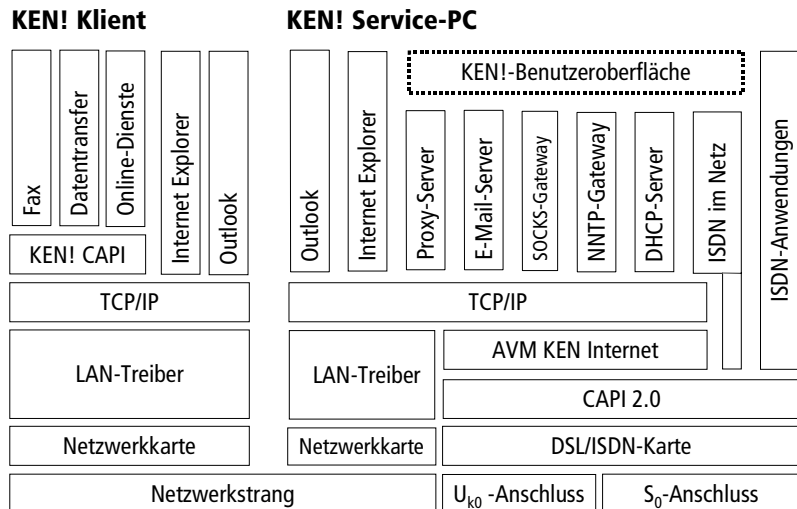 KEN! Klient
KEN! Service-PC
Fax
Datentransfer
Online-Dienste
Internet Explorer
Outlook
KEN! CAPI
TCP/IP
LAN-Treiber
Netzwerkkarte
KEN!-Benutzeroberfläche
Outlook
Internet Explorer
Proxy-Server
E-Mail-Server
SOCKS-Gateway
NNTP-Gateway
DHCP-Server
ISDN im Netz
ISDN-Anwendungen
TCP/IP
LAN-Treiber
AVM KEN Internet
CAPI 2.0
Netzwerkkarte
DSL/ISDN-Karte
Netzwerkstrang
Uk0 -Anschluss
S0-Anschluss